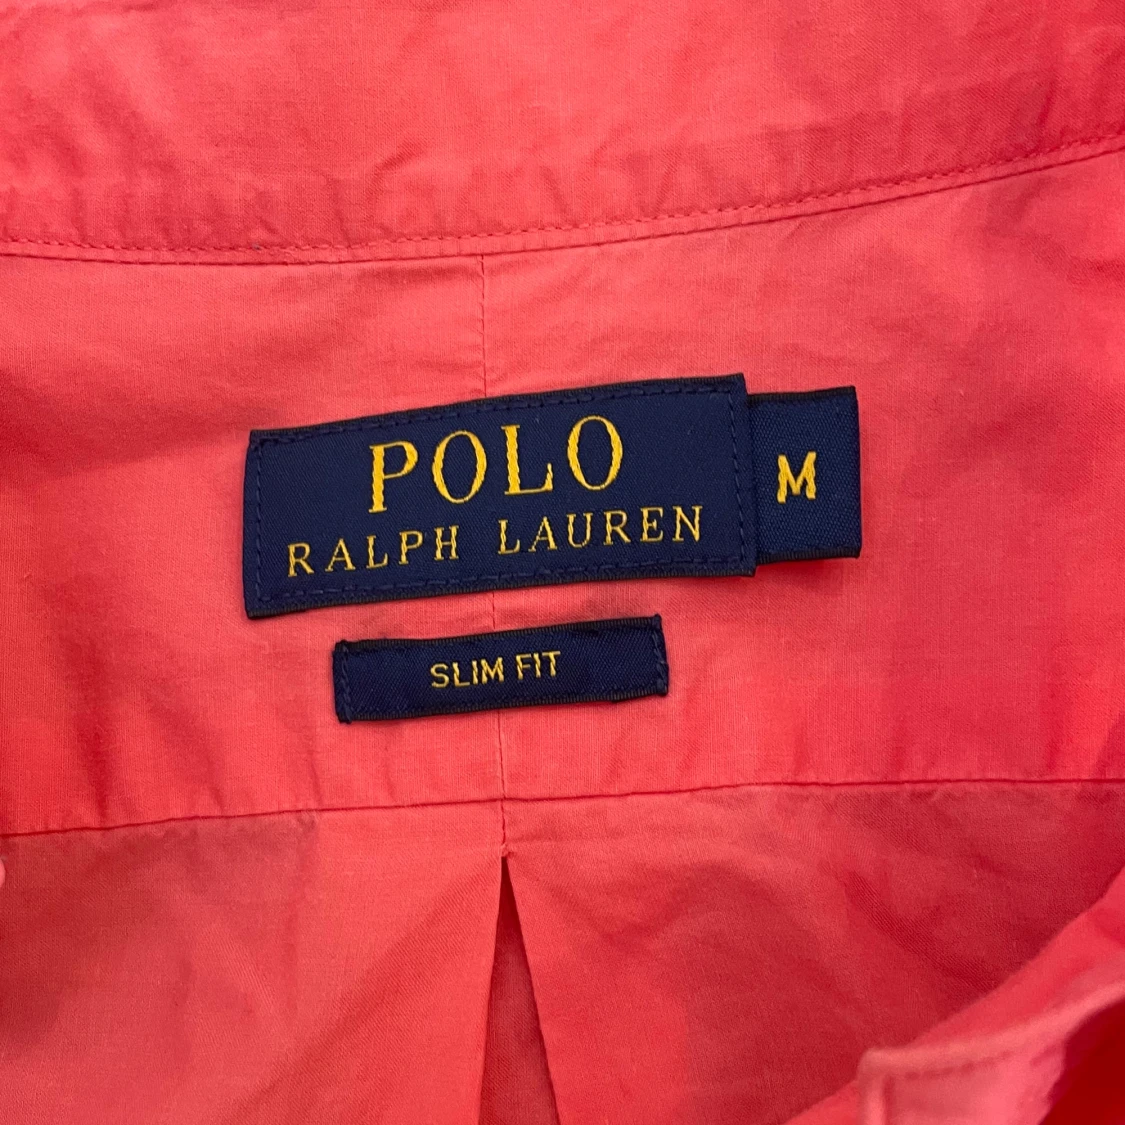 POLO
RALPH LAUREN
M
SLIM FIT